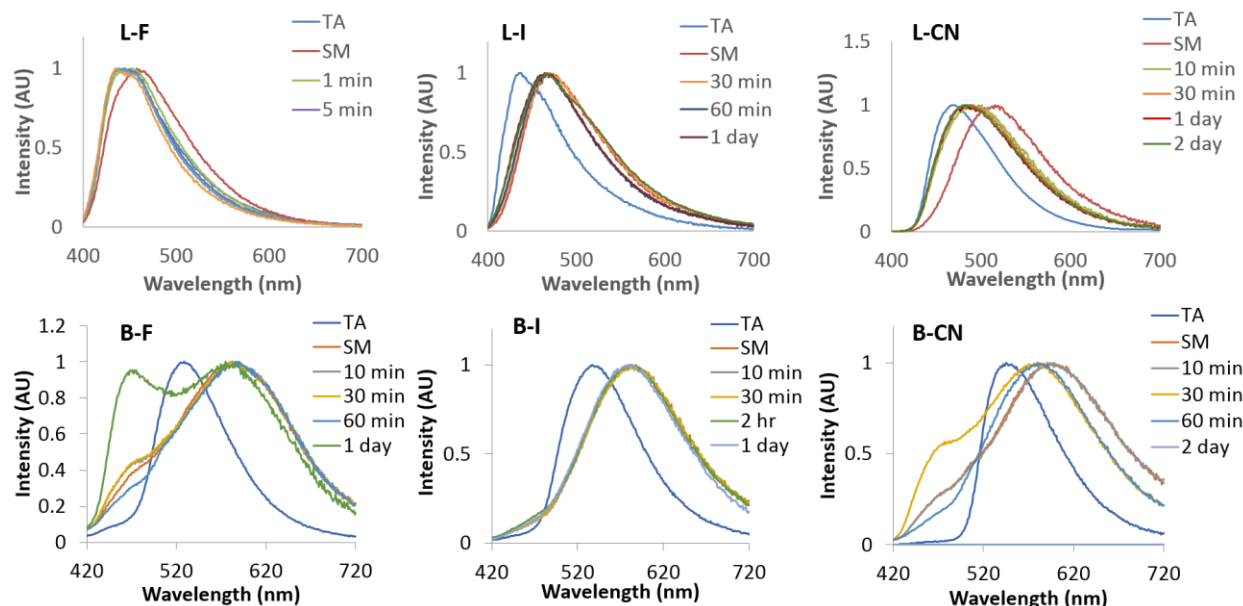 L-F
TA
SM
1 min
5 min
Intensity (AU)
1
0.5
0
400
500
600
700
Wavelength (nm)
L-I
TA
SM
30 min
60 min
1 day
Intensity (AU)
1
0.5
0
400
500
600
700
Wavelength (nm)
L-CN
TA
SM
10 min
30 min
1 day
2 day
Intensity (AU)
1.5
1
0.5
0
400
500
600
700
Wavelength (nm)
B-F
TA
SM
10 min
30 min
60 min
1 day
Intensity (AU)
1.2
1
0.8
0.6
0.4
0.2
0
420
520
620
720
Wavelength (nm)
B-I
TA
SM
10 min
30 min
2 hr
1 day
Intensity (AU)
1
0.5
0
420
520
620
720
Wavelength (nm)
B-CN
TA
SM
10 min
30 min
60 min
2 day
Intensity (AU)
1
0.5
0
420
520
620
720
Wavelength (nm)